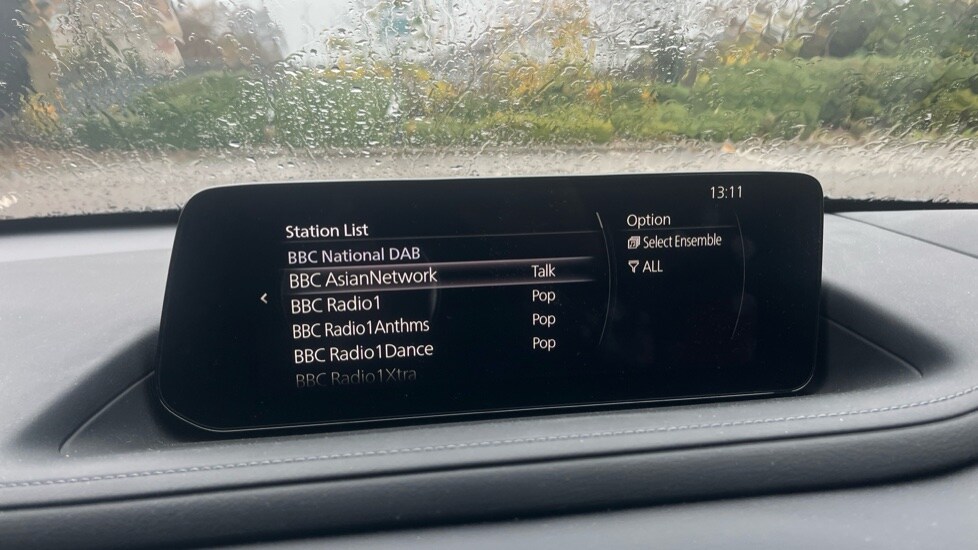 13:11
Station List
BBC National DAB
BBC AsianNetwork Talk
BBC Radio1 Pop
BBC Radio1Anthms Pop
BBC Radio1Dance Pop
BBC Radio1Xtra
Option
Select Ensemble
ALL